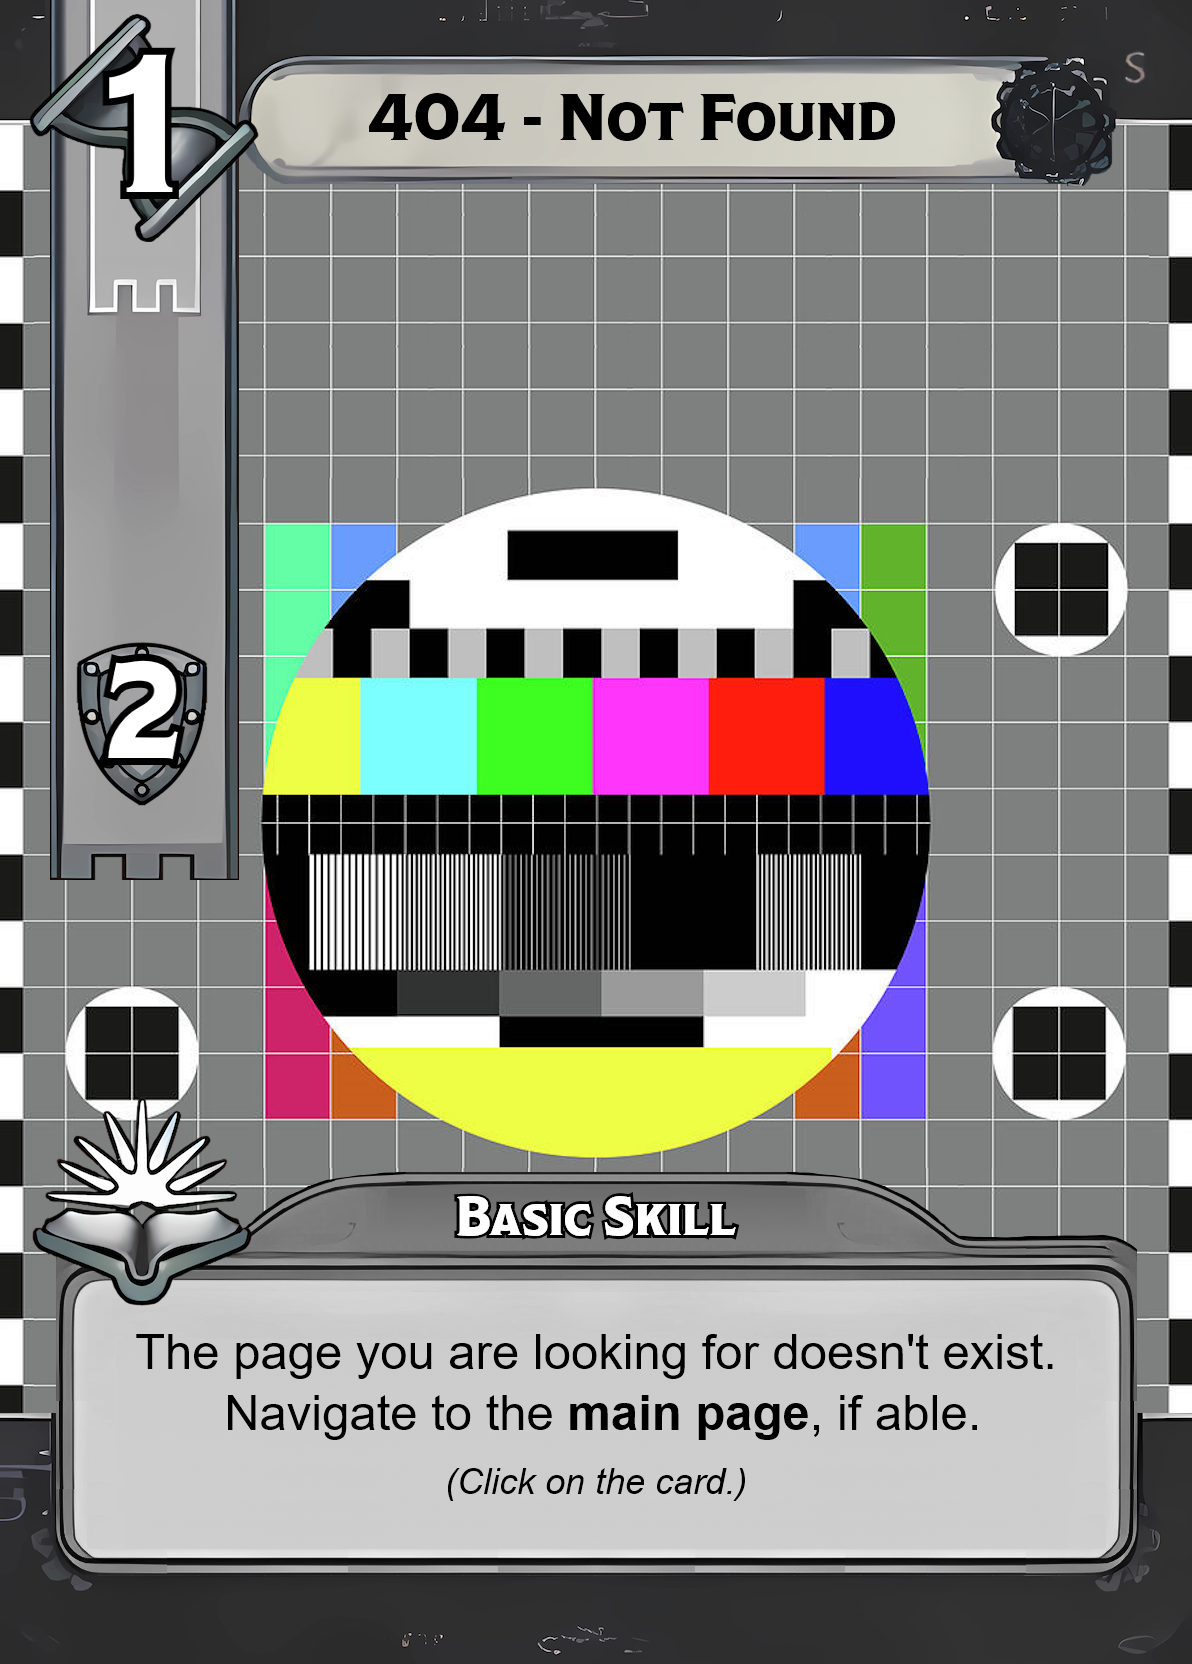 1
404 - Not Found
S
2
Basic Skill
The page you are looking for doesn't exist.
Navigate to the main page, if able.
(Click on the card.)